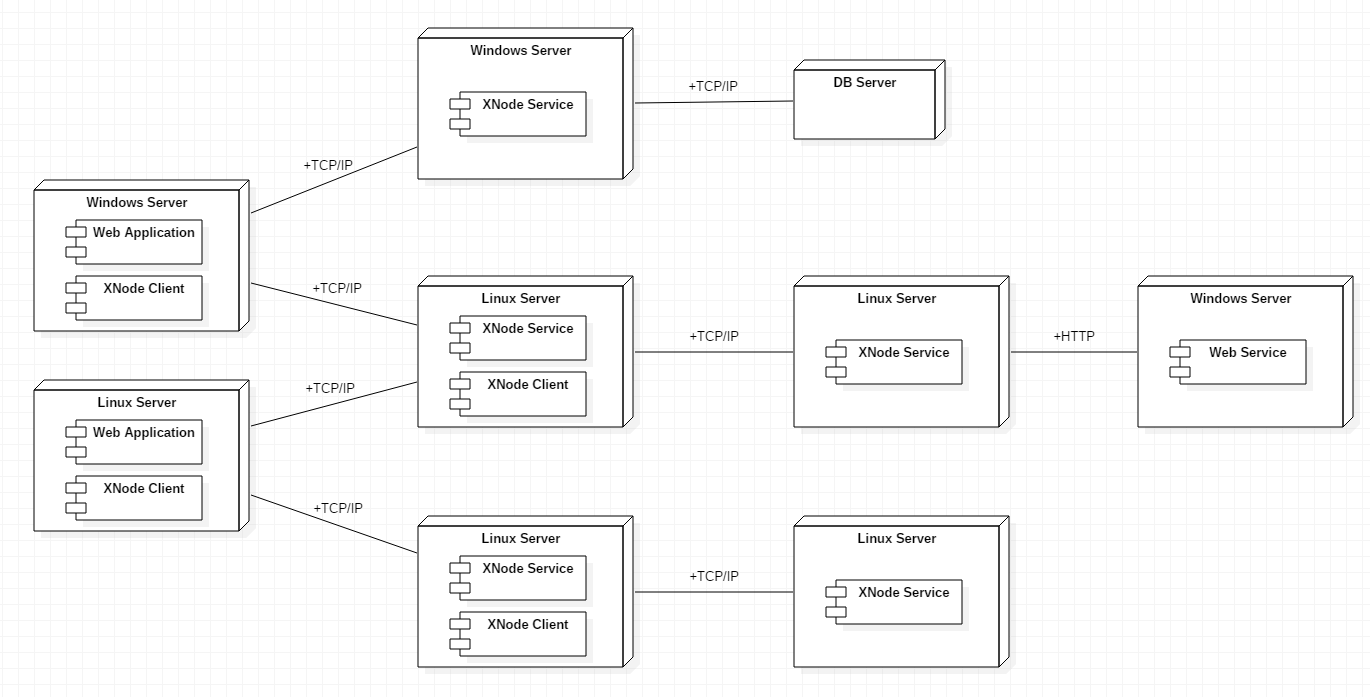 Windows Server
XNode Service
+TCP/IP
DB Server
+TCP/IP
Windows Server
Web Application
XNode Client
+TCP/IP
Linux Server
XNode Service
XNode Client
+TCP/IP
Linux Server
XNode Service
+HTTP
Windows Server
Web Service
+TCP/IP
Linux Server
Web Application
XNode Client
+TCP/IP
Linux Server
XNode Service
XNode Client
+TCP/IP
Linux Server
XNode Service